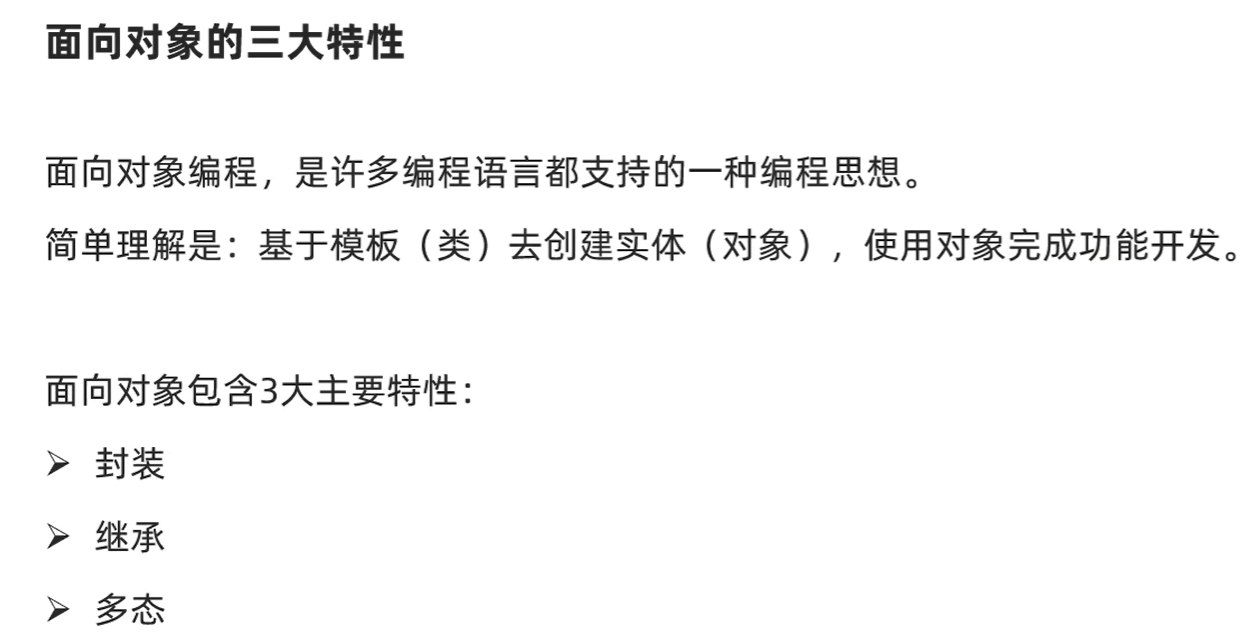 面向对象的三大特性
面向对象编程，是许多编程语言都支持的一种编程思想。
简单理解是：基于模板（类）去创建实体（对象），使用对象完成功能开发。
面向对象包含3大主要特性：
➢ 封装
➢ 继承
➢ 多态